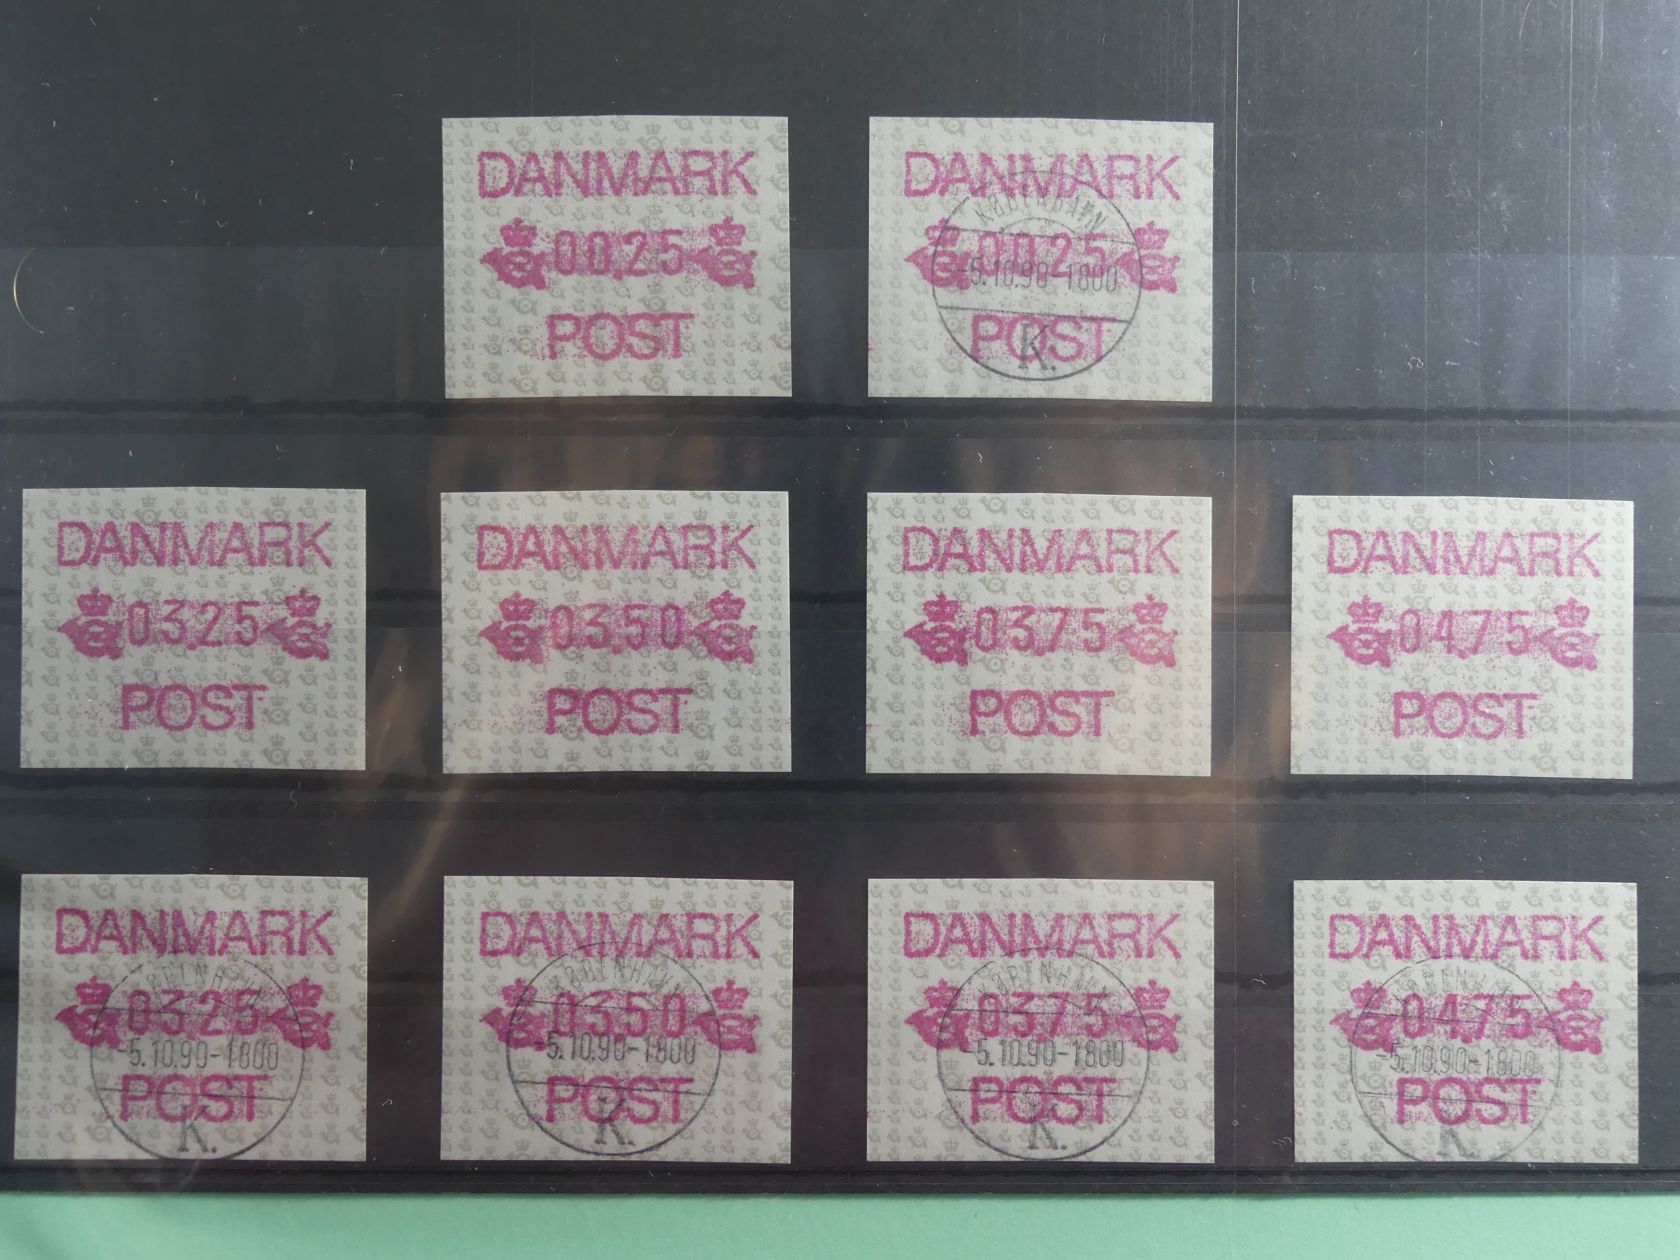 DANMARK
00.25
POST
DANMARK
KØBENHAVN
00.25
-5.10.90-1800
POST
K.
DANMARK
03.25
POST
DANMARK
03.50
POST
DANMARK
03.75
POST
DANMARK
04.75
POST
DANMARK
KØBENHAVN
03.25
-5.10.90-1800
POST
K.
DANMARK
KØBENHAVN
03.50
-5.10.90-1800
POST
K.
DANMARK
KØBENHAVN
03.75
-5.10.90-1800
POST
K.
DANMARK
KØBENHAVN
04.75
-5.10.90-1800
POST
K.